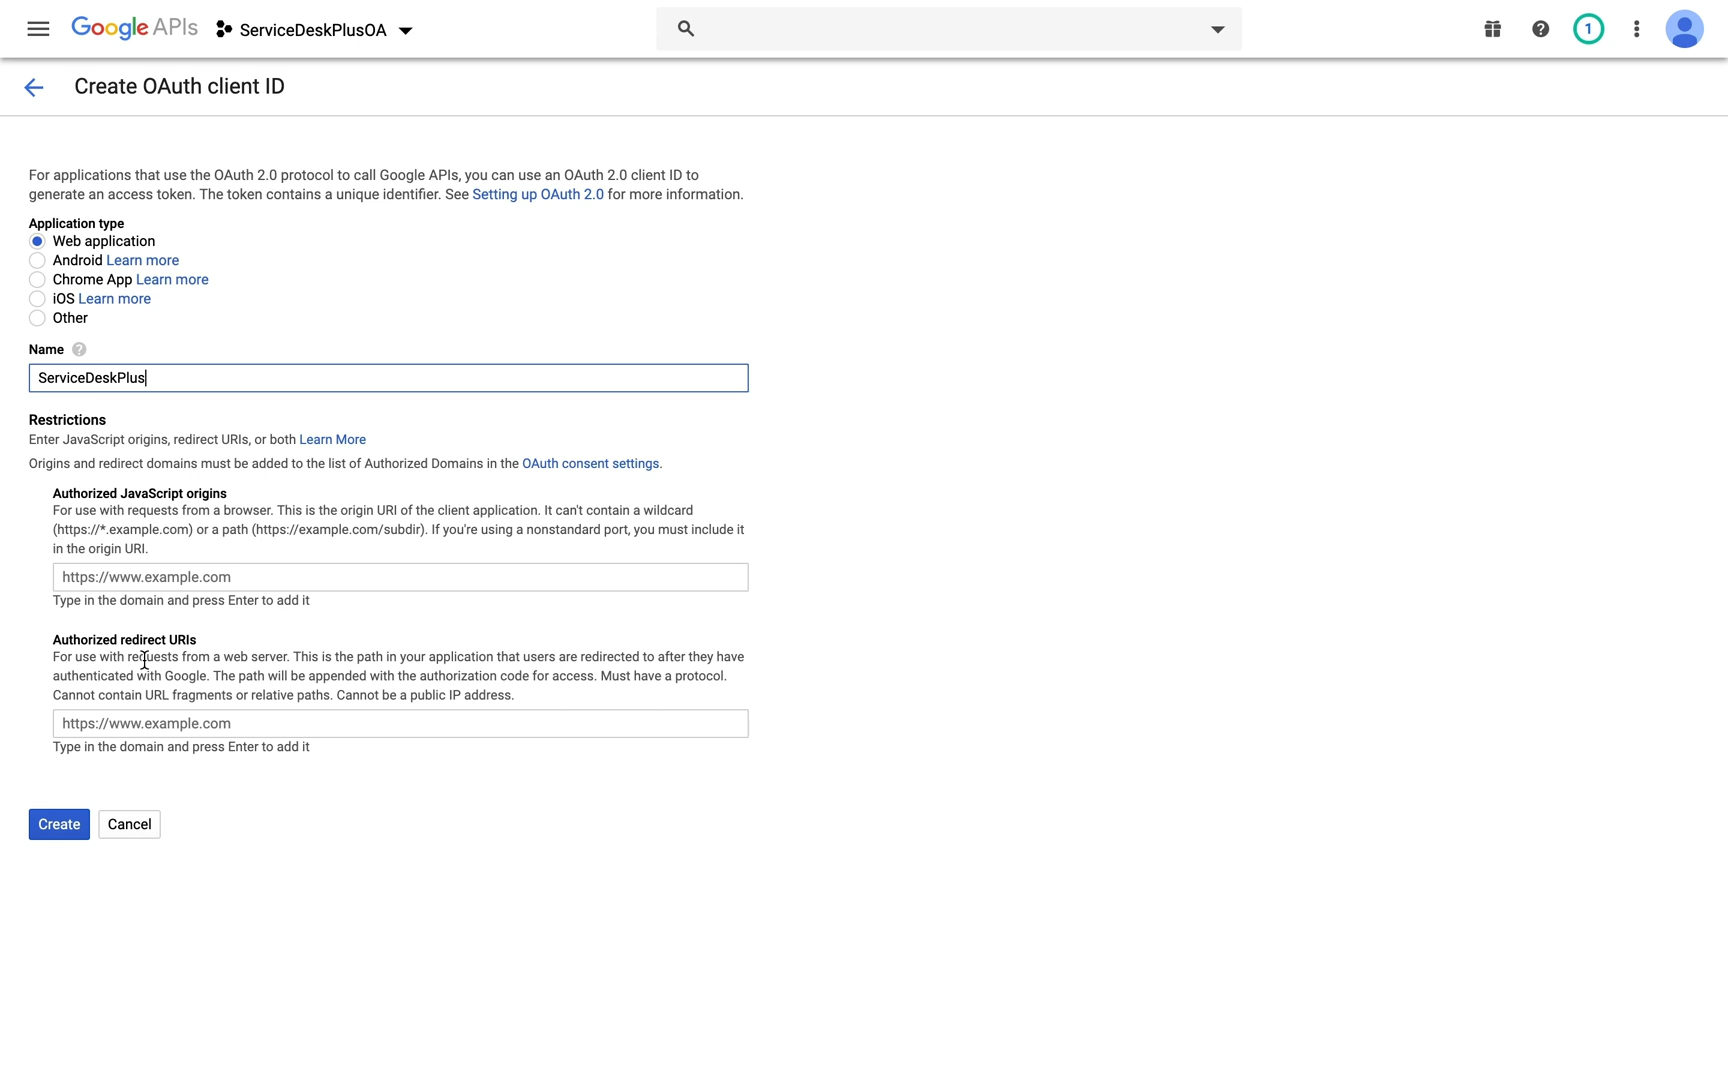 Google APIs ServiceDeskPlusOA 1
Create OAuth client ID
For applications that use the OAuth 2.0 protocol to call Google APIs, you can use an OAuth 2.0 client ID to
generate an access token. The token contains a unique identifier. See Setting up OAuth 2.0 for more information.
Application type
Web application
Android Learn more
Chrome App Learn more
iOS Learn more
Other
Name ?
ServiceDeskPlus
Restrictions
Enter JavaScript origins, redirect URIs, or both Learn More
Origins and redirect domains must be added to the list of Authorized Domains in the OAuth consent settings.
Authorized JavaScript origins
For use with requests from a browser. This is the origin URI of the client application. It can't contain a wildcard
(https://*.example.com) or a path (https://example.com/subdir). If you're using a nonstandard port, you must include it
in the origin URI.
https://www.example.com
Type in the domain and press Enter to add it
Authorized redirect URIs
For use with requests from a web server. This is the path in your application that users are redirected to after they have
authenticated with Google. The path will be appended with the authorization code for access. Must have a protocol.
Cannot contain URL fragments or relative paths. Cannot be a public IP address.
https://www.example.com
Type in the domain and press Enter to add it
Create Cancel